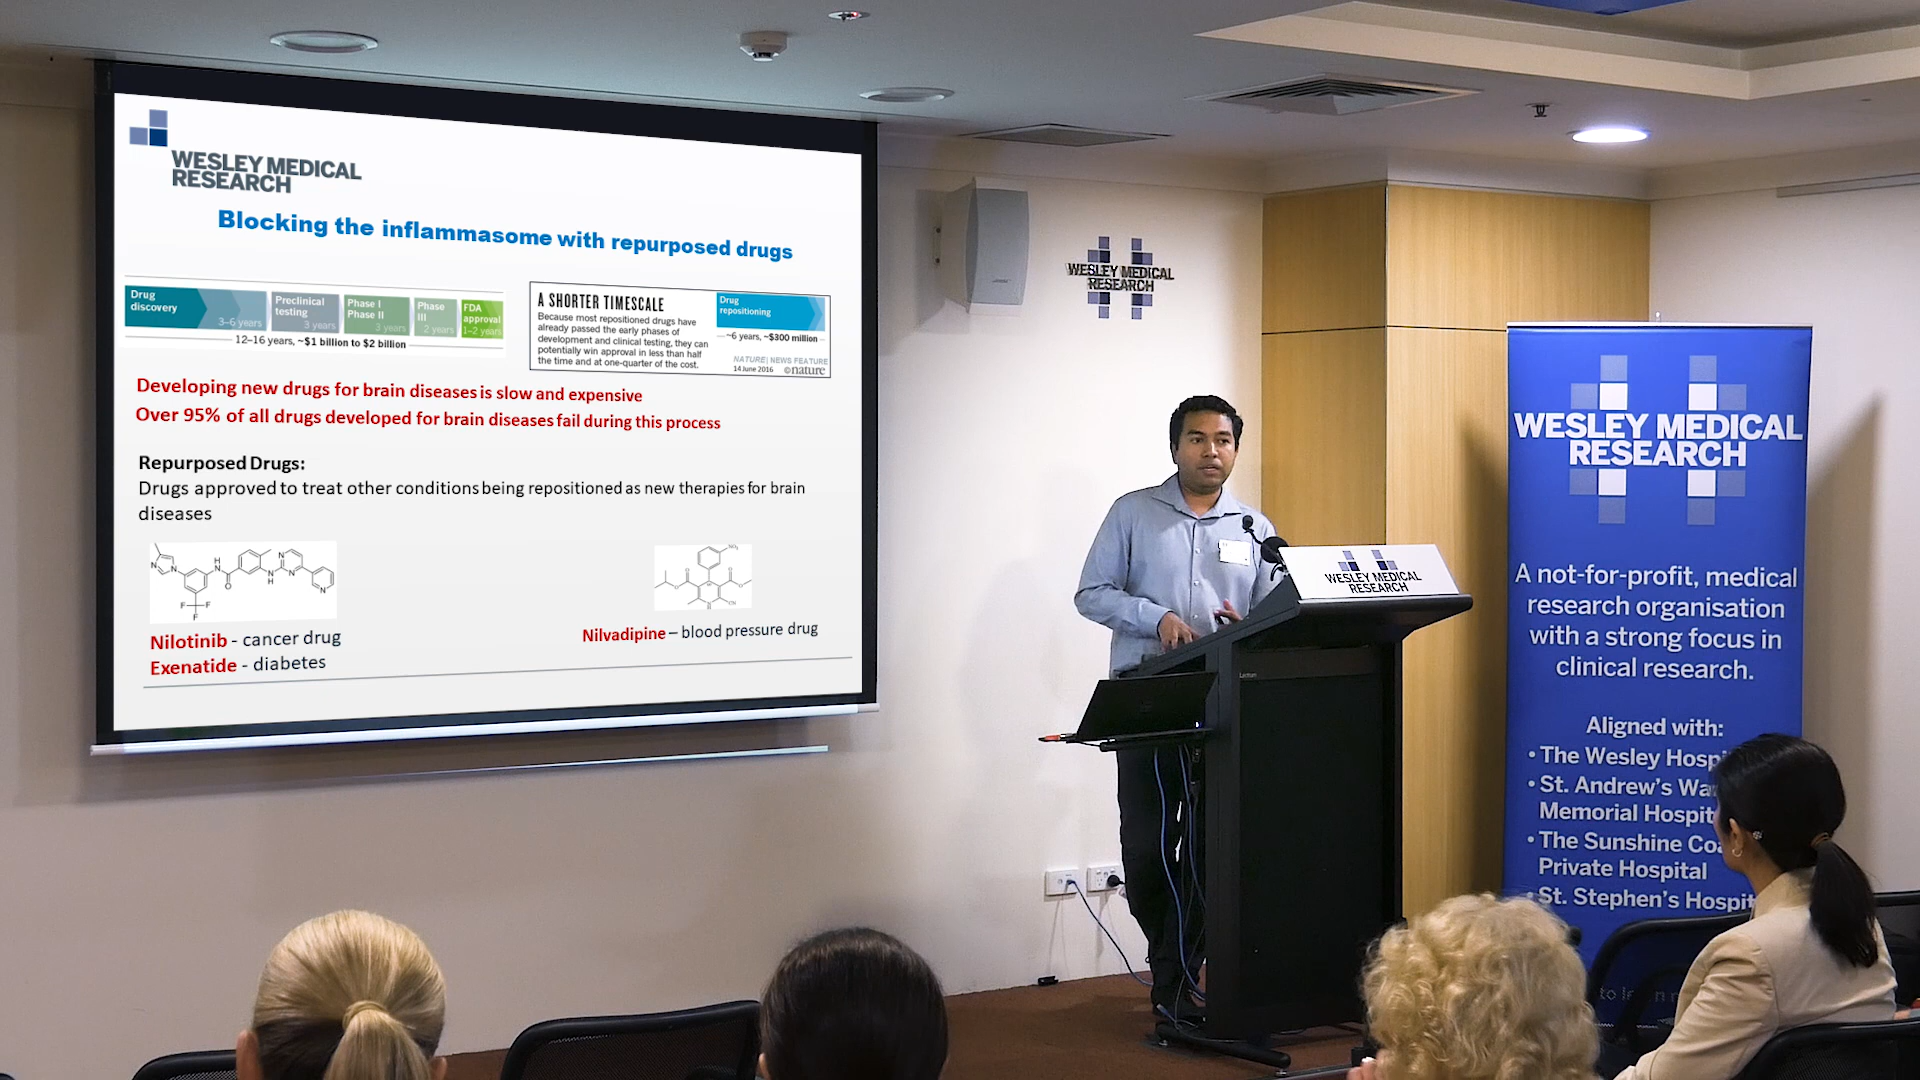 WESLEY MEDICAL
RESEARCH
Blocking the inflammasome with repurposed drugs
Drug
discovery
3–6 years
Preclinical
testing
3 years
Phase I
Phase II
3 years
Phase
III
2 years
FDA
approval
1–2 years
12–16 years, ~$1 billion to $2 billion
A SHORTER TIMESCALE
Because most repositioned drugs have
already passed the early phases of
development and clinical testing, they can
potentially win approval in less than half
the time and at one-quarter of the cost.
Drug
repositioning
~6 years, ~$300 million
NATURE| NEWS FEATURE
14 June 2016 ©nature
Developing new drugs for brain diseases is slow and expensive
Over 95% of all drugs developed for brain diseases fail during this process
Repurposed Drugs:
Drugs approved to treat other conditions being repositioned as new therapies for brain
diseases
Nilotinib - cancer drug
Exenatide - diabetes
Nilvadipine – blood pressure drug
WESLEY MEDICAL
RESEARCH
WESLEY MEDICAL
RESEARCH
WESLEY MEDICAL
RESEARCH
A not-for-profit, medical
research organisation
with a strong focus in
clinical research.
Aligned with:
• The Wesley Hosp
• St. Andrew's Wa
Memorial Hospit
• The Sunshine Co
Private Hospital
• St. Stephen's Hospit